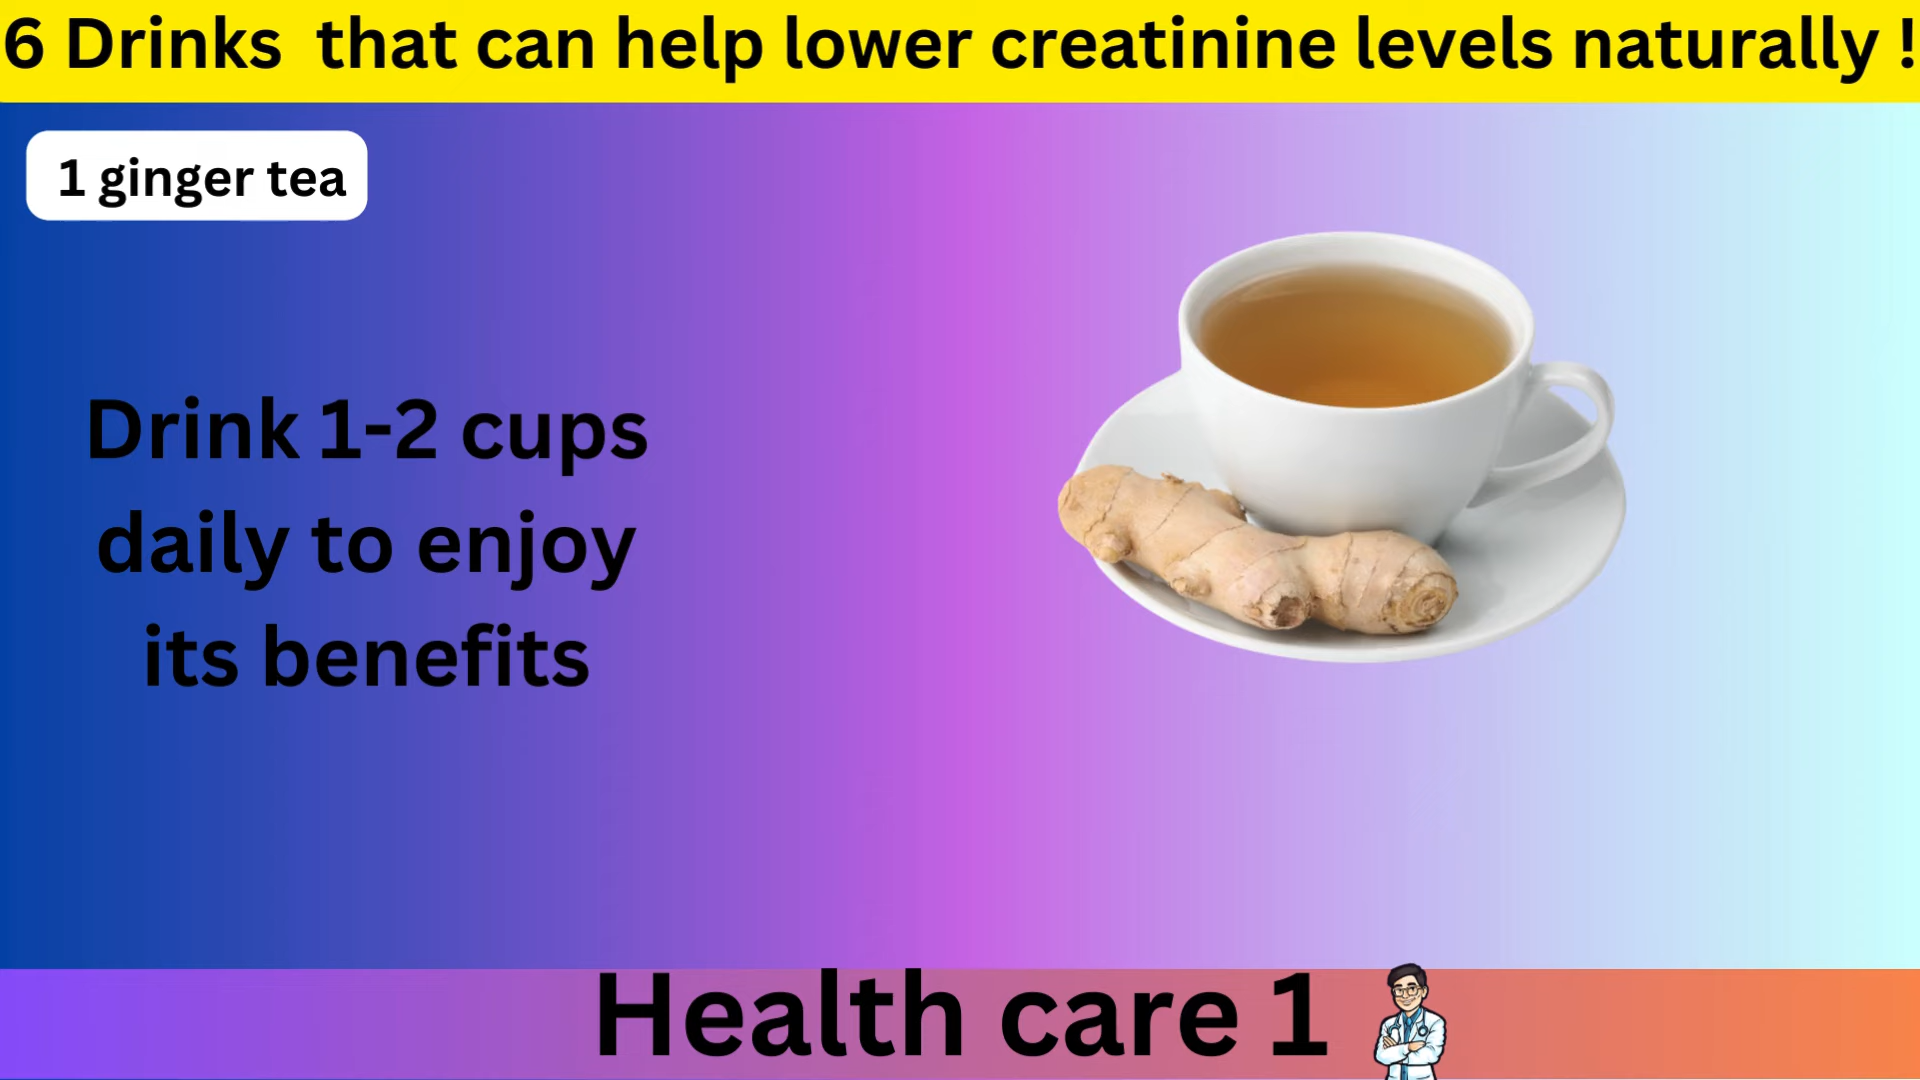 6 Drinks  that can help lower creatinine levels naturally !
1 ginger tea
Drink 1-2 cups
daily to enjoy
its benefits
Health care 1